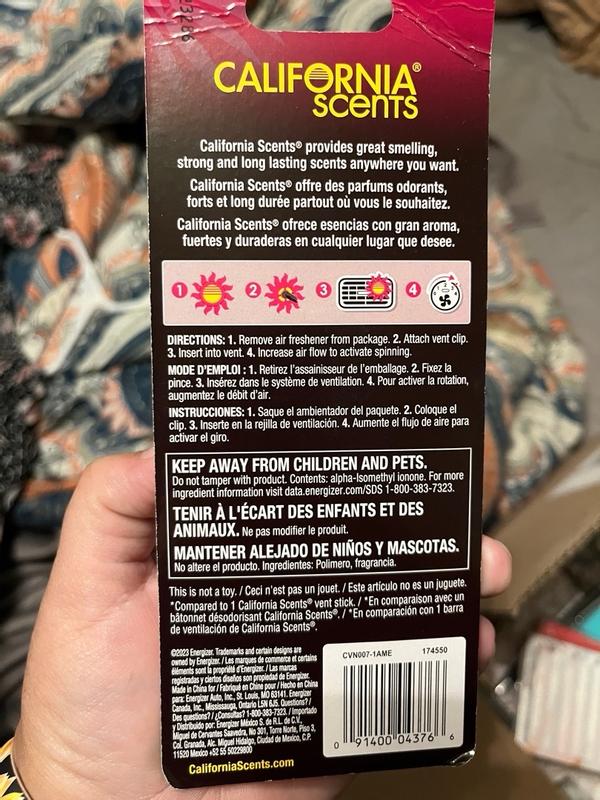 23286
CALIFORNIA®
SCENTS
California Scents® provides great smelling,
strong and long lasting scents anywhere you want.
California Scents® offre des parfums odorants,
forts et long durée partout où vous le souhaitez.
California Scents® ofrece esencias con gran aroma,
fuertes y duraderas en cualquier lugar que desee.
1 2 3 4
DIRECTIONS: 1. Remove air freshener from package. 2. Attach vent clip.
3. Insert into vent. 4. Increase air flow to activate spinning.
MODE D'EMPLOI : 1. Retirez l'assainisseur de l'emballage. 2. Fixez la
pince. 3. Insérez dans le système de ventilation. 4. Pour activer la rotation,
augmentez le débit d'air.
INSTRUCCIONES: 1. Saque el ambientador del paquete. 2. Coloque el
clip. 3. Inserte en la rejilla de ventilación. 4. Aumente el flujo de aire para
activar el giro.
KEEP AWAY FROM CHILDREN AND PETS.
Do not tamper with product. Contents: alpha-Isomethyl ionone. For more
ingredient information visit data.energizer.com/SDS 1-800-383-7323.
TENIR À L'ÉCART DES ENFANTS ET DES
ANIMAUX. Ne pas modifier le produit.
MANTENER ALEJADO DE NIÑOS Y MASCOTAS.
No altere el producto. Ingredientes: Polimero, fragrancia.
This is not a toy. / Ceci n'est pas un jouet. / Este artículo no es un juguete.
*Compared to 1 California Scents® vent stick. / *En comparaison avec un
bâtonnet désodorisant California Scents®. / *En comparación con 1 barra
de ventilación de California Scents®.
©2023 Energizer. Trademarks and certain designs are
owned by Energizer. / Les marques de commerce et certains
éléments sont la propriété d'Energizer. / Las marcas
registradas y ciertos diseños son propiedad de Energizer.
Made in China for / Fabriqué en Chine pour / Hecho en China
para: Energizer Auto, Inc., St. Louis, MO 63141. Energizer
Canada, Inc., Mississauga, Ontario L5N 6J5. Questions? /
Des questions? / ¿Consultas? 1-800-383-7323. / Importado
y Distribuido por: Energizer México S. de R.L. de C.V.,
Miguel de Cervantes Saavedra, No 301, Torre Norte, Piso 3,
Col. Granada, Alc. Miguel Hidalgo, Ciudad de Mexico, C.P.
11520 Mexico +52 55 50229800
CaliforniaScents.com
CVN007-1AME 174550
0 91400 04376 6